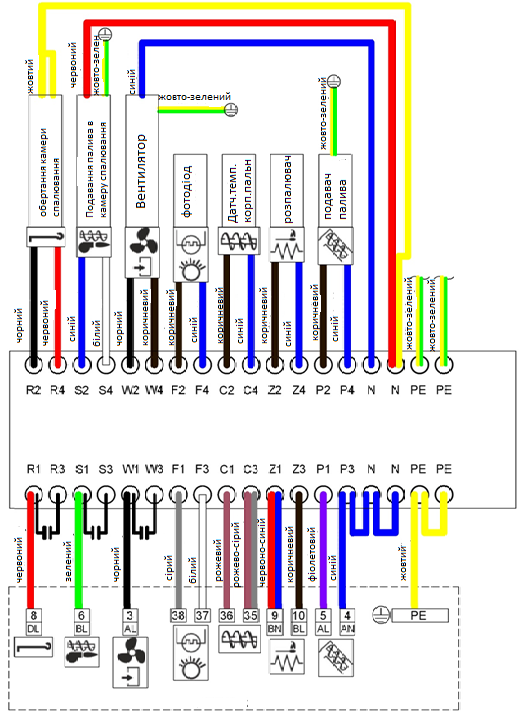 жовтий
червоний
жовто-зелен
синій
жовто-зелений
жовто-зелений
обертання камери
спалювання
Подавання палива в
камеру спалювання
Вентилятор
фотодіод
Датч.темп.
корп.пальн
розпалювач
подавач
палива
чорний
червоний
синій
білий
чорний
коричневий
коричневий
синій
коричневий
синій
коричневий
синій
коричневий
синій
жовто-зелений
жовто-зелений
R2 R4 S2 S4 W2 W4 F2 F4 C2 C4 Z2 Z4 P2 P4 N N PE PE
R1 R3 S1 S3 W1 W3 F1 F3 C1 C3 Z1 Z3 P1 P3 N N PE PE
червоний
зелений
чорний
сірий
білий
рожевий
рожево-сірий
червоно-синій
коричневий
фіолетовий
синій
жовтий
8 6 3 38 37 36 35 9 10 5 4 PE
DIL BL AL BN BL AL AIN